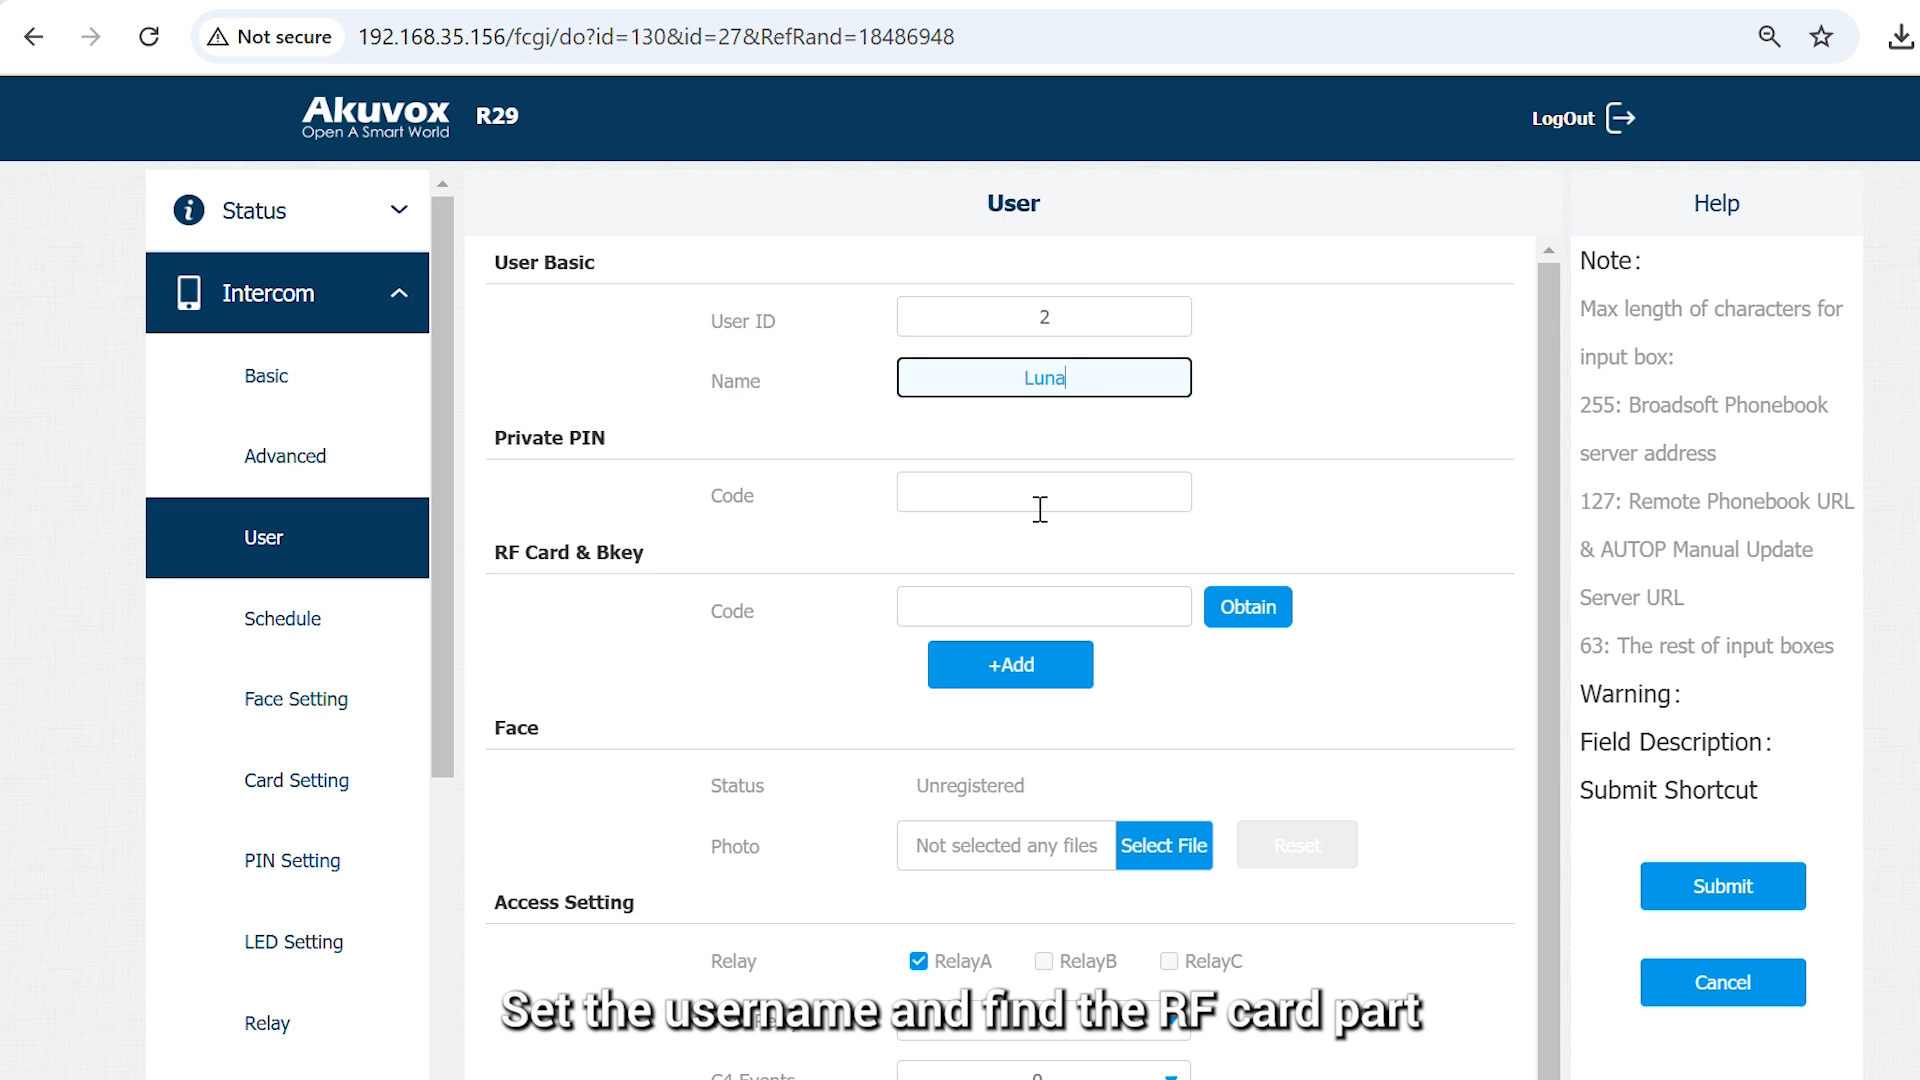 Not secure
192.168.35.156/fcgi/do?id=130&id=27&RefRand=18486948
Akuvox
Open A Smart World
R29
LogOut
Status
Intercom
Basic
Advanced
User
Schedule
Face Setting
Card Setting
PIN Setting
LED Setting
Relay
User
User Basic
User ID
2
Name
Luna
Private PIN
Code
RF Card & Bkey
Code
Obtain
+Add
Face
Status
Unregistered
Photo
Not selected any files
Select File
Reset
Access Setting
Relay
RelayA
RelayB
RelayC
Set the username and find the RF card part
0
Help
Note:
Max length of characters for
input box:
255: Broadsoft Phonebook
server address
127: Remote Phonebook URL
& AUTOP Manual Update
Server URL
63: The rest of input boxes
Warning:
Field Description:
Submit Shortcut
Submit
Cancel